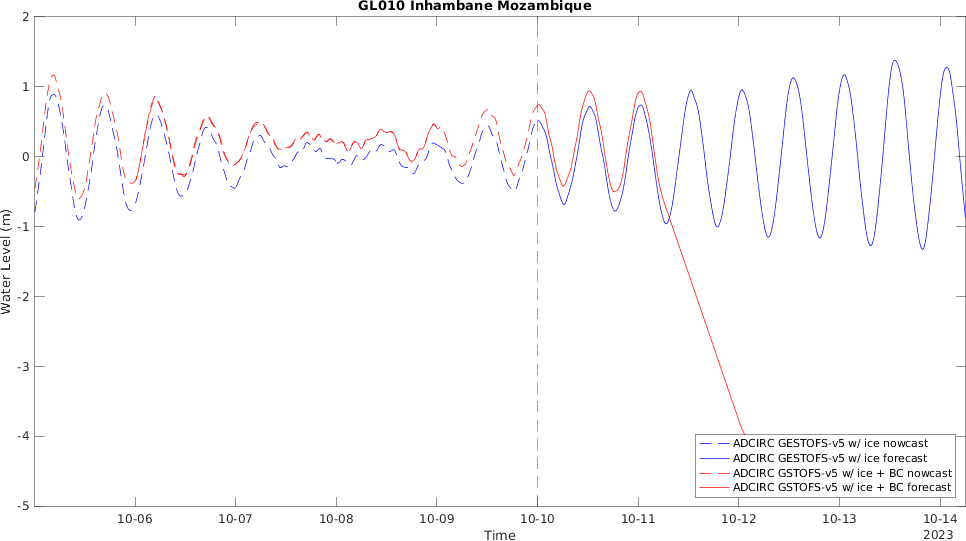 GL010 Inhambane Mozambique
2
1
0
-1
-2
-3
-4
-5
Water Level (m)
ADCIRC GESTOFS-v5 w/ ice nowcast
ADCIRC GESTOFS-v5 w/ ice forecast
ADCIRC GSTOFS-v5 w/ ice + BC nowcast
ADCIRC GSTOFS-v5 w/ ice + BC forecast
10-06 10-07 10-08 10-09 10-10 10-11 10-12 10-13 10-14
2023
Time